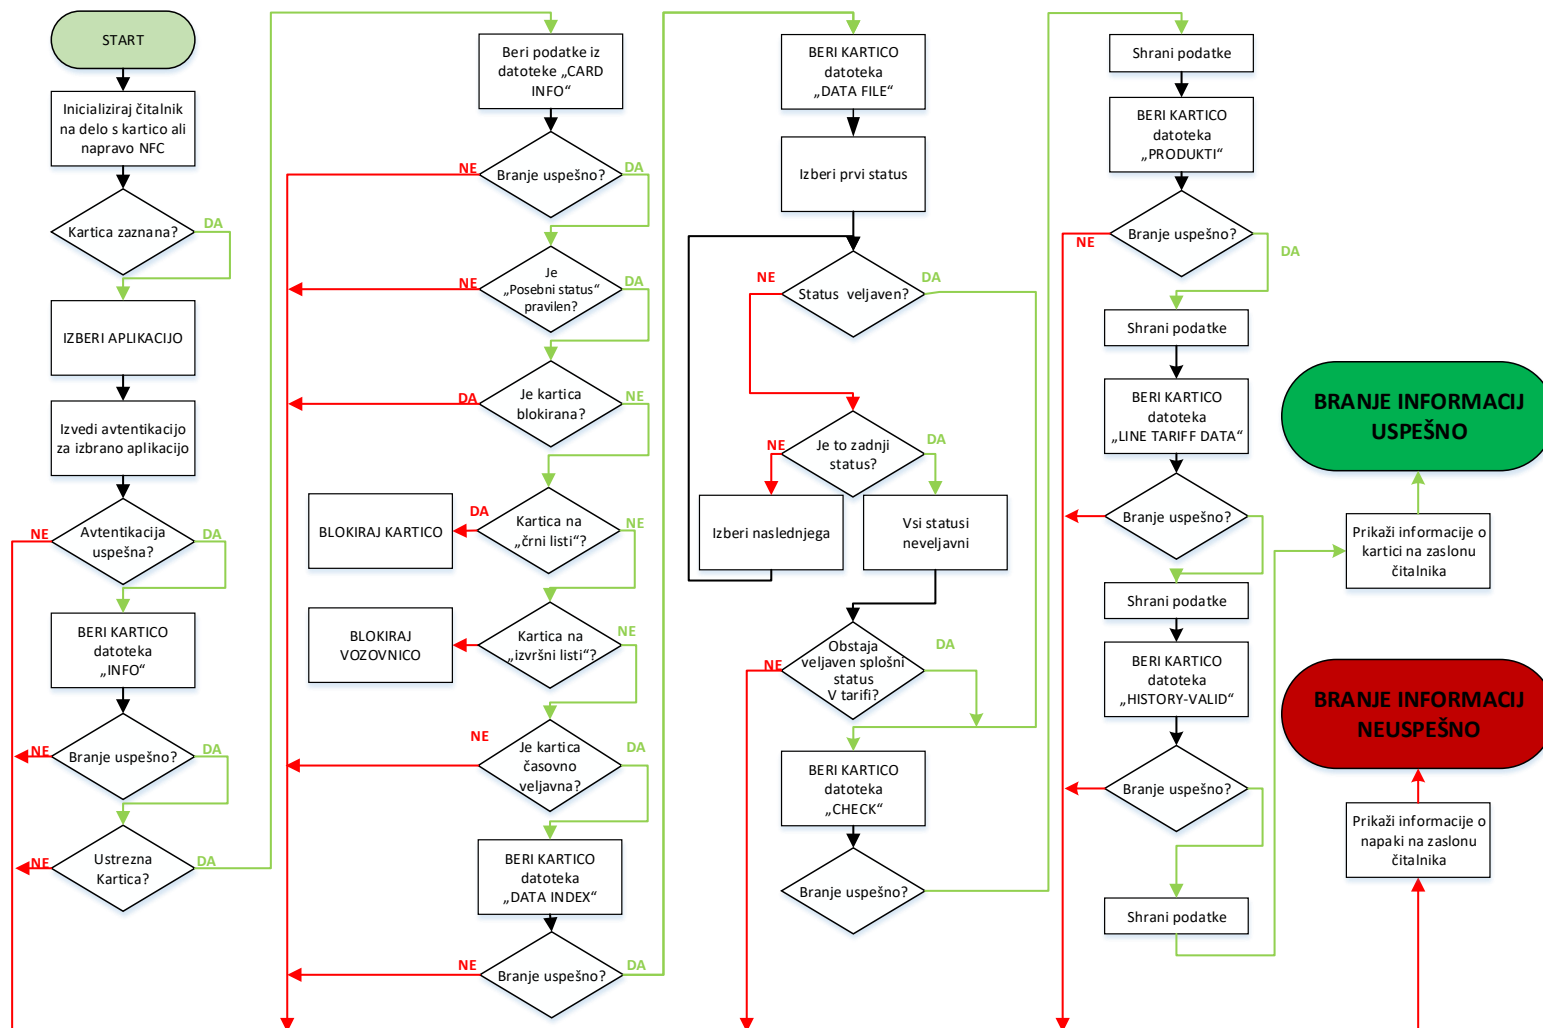 START
Inicializiraj čitalnik
na delo s kartico ali
napravo NFC
Kartica zaznana?
DA
IZBERI APLIKACIJO
Izvedi avtentikacijo
za izbrano aplikacijo
Avtentikacija
uspešna?
NE
DA
BERI KARTICO
datoteka
„INFO“
Branje uspešno?
NE
DA
Ustrezna
Kartica?
NE
DA
Beri podatke iz
datoteke „CARD
INFO“
Branje uspešno?
NE
DA
Je
„Posebni status“
pravilen?
NE
DA
Je kartica
blokirana?
DA
NE
Kartica na
„črni listi“?
DA
NE
BLOKIRAJ KARTICO
Kartica na
„izvršni listi“?
NE
BLOKIRAJ
VOZOVNICO
Je kartica
časovno
veljavna?
NE
DA
BERI KARTICO
datoteka
„DATA INDEX“
Branje uspešno?
NE
DA
BERI KARTICO
datoteka
„DATA FILE“
Izberi prvi status
Status veljaven?
NE
DA
Je to zadnji
status?
NE
DA
Izberi naslednjega
Vsi statusi
neveljavni
Obstaja
veljaven splošni
status
V tarifi?
NE
DA
BERI KARTICO
datoteka
„CHECK“
Branje uspešno?
Shrani podatke
BERI KARTICO
datoteka
„PRODUKTI“
Branje uspešno?
NE
DA
Shrani podatke
BERI KARTICO
datoteka
„LINE TARIFF DATA“
Branje uspešno?
Shrani podatke
BERI KARTICO
datoteka
„HISTORY-VALID“
Branje uspešno?
Shrani podatke
BRANJE INFORMACIJ
USPEŠNO
Prikaži informacije o
kartici na zaslonu
čitalnika
BRANJE INFORMACIJ
NEUSPEŠNO
Prikaži informacije o
napaki na zaslonu
čitalnika